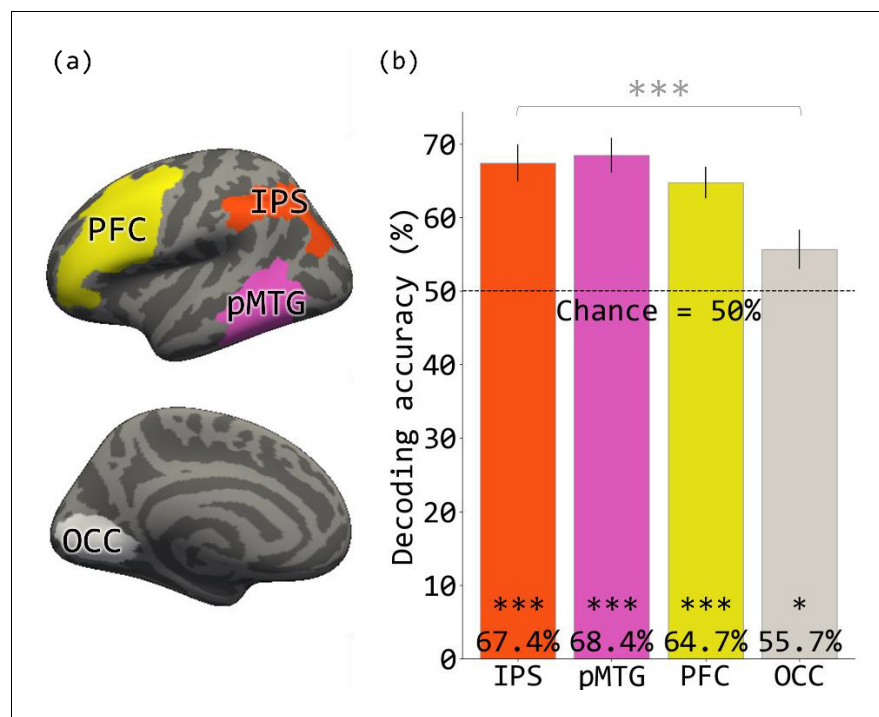 (a)
PFC
IPS
pMTG
OCC
(b)
***
Decoding accuracy (%)
70
60
50
40
30
20
10
0
Chance = 50%
*** *** *** *
67.4% 68.4% 64.7% 55.7%
IPS pMTG PFC OCC